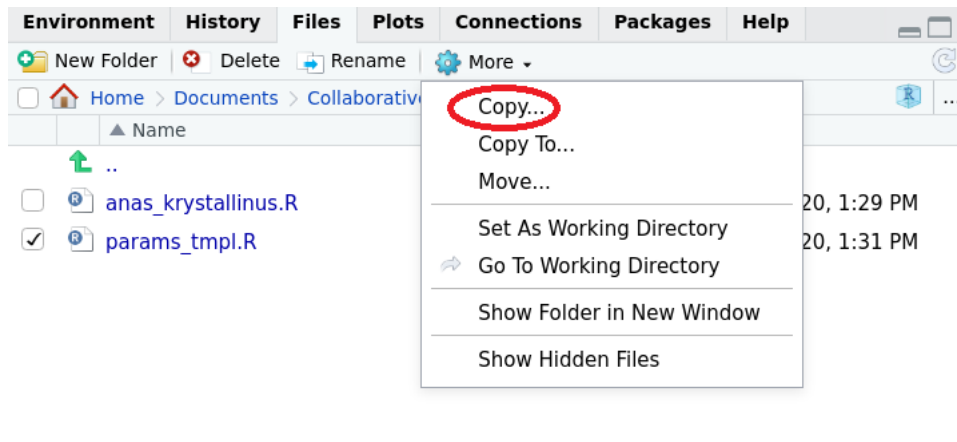 Environment History Files Plots Connections Packages Help
New Folder Delete Rename More
Home > Documents > Collaborative R ...
Name
..
anas_krystallinus.R 20, 1:29 PM
params_tmpl.R 20, 1:31 PM
Copy...
Copy To...
Move...
Set As Working Directory
Go To Working Directory
Show Folder in New Window
Show Hidden Files